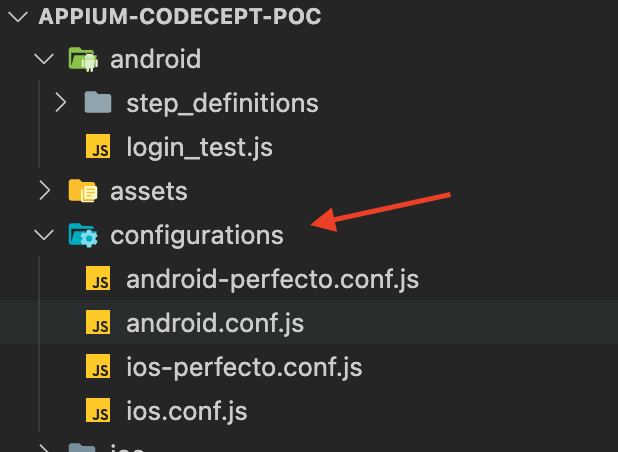 APPIUM-CODECEPT-POC
android
step_definitions
JS login_test.js
assets
configurations
JS android-perfecto.conf.js
JS android.conf.js
JS ios-perfecto.conf.js
JS ios.conf.js